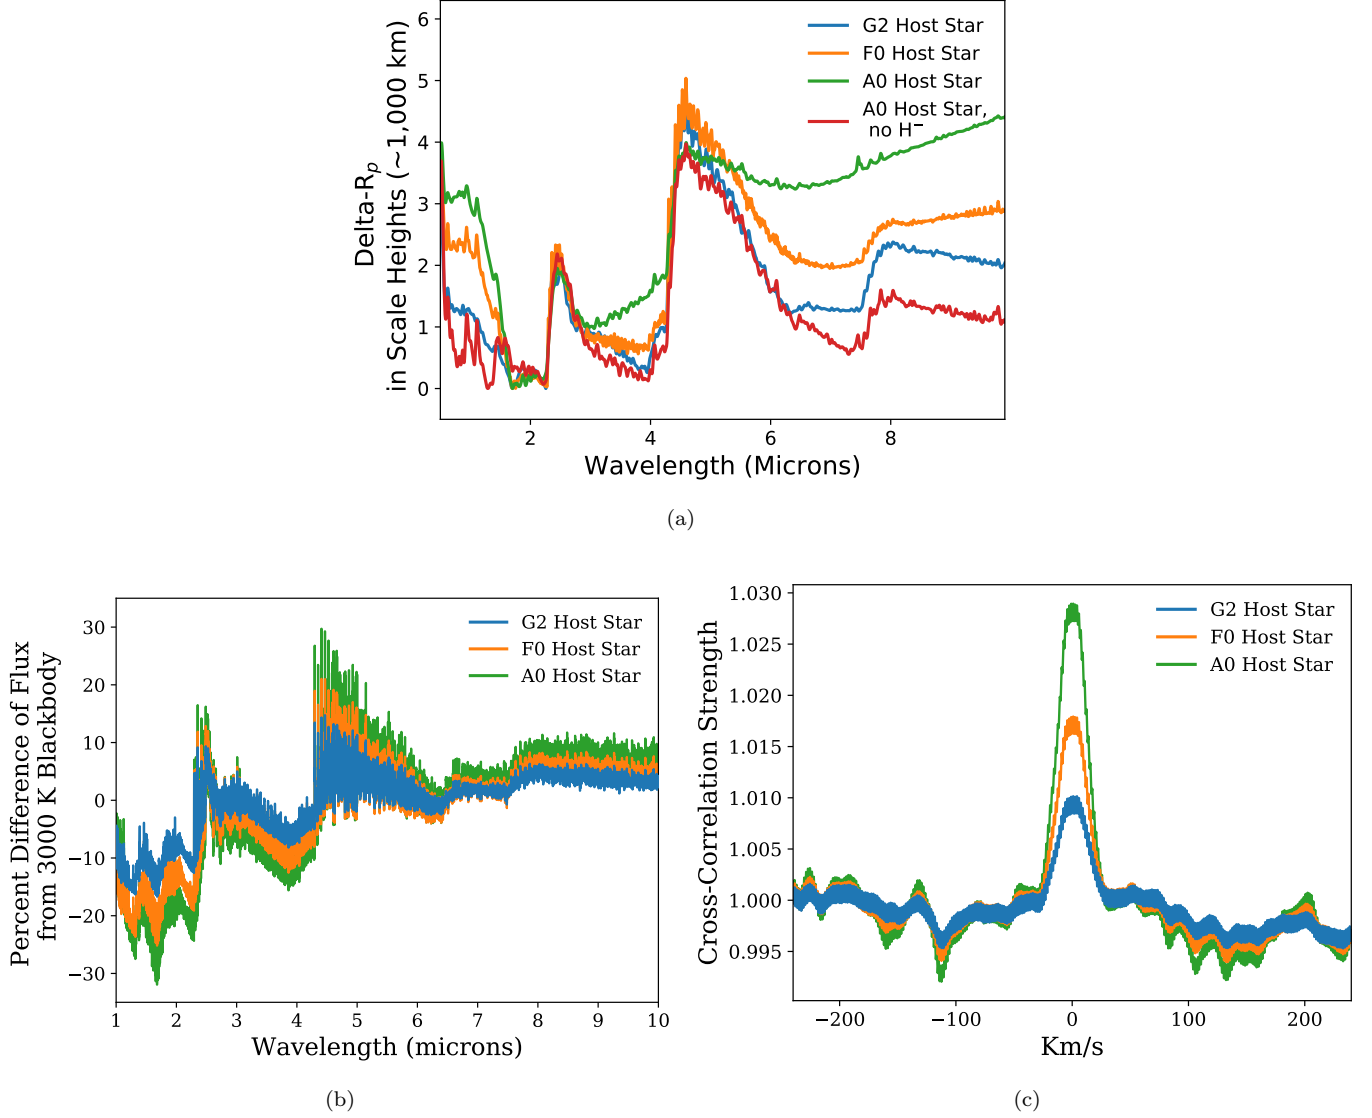 6
5
4
3
2
1
0
Delta-R$_p$
in Scale Heights (~1,000 km)
G2 Host Star
F0 Host Star
A0 Host Star
A0 Host Star,
no H⁻
2 4 6 8
Wavelength (Microns)
(a)
30
20
10
0
−10
−20
−30
Percent Difference of Flux
from 3000 K Blackbody
G2 Host Star
F0 Host Star
A0 Host Star
1 2 3 4 5 6 7 8 9 10
Wavelength (microns)
(b)
1.030
1.025
1.020
1.015
1.010
1.005
1.000
0.995
Cross-Correlation Strength
G2 Host Star
F0 Host Star
A0 Host Star
−200 −100 0 100 200
Km/s
(c)